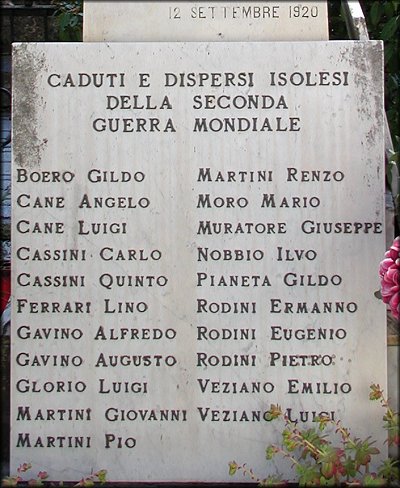 12 SETTEMBRE 1920
CADUTI E DISPERSI ISOLESI
DELLA SECONDA
GUERRA MONDIALE
BOERO GILDO
CANE ANGELO
CANE LUIGI
CASSINI CARLO
CASSINI QUINTO
FERRARI LINO
GAVINO ALFREDO
GAVINO AUGUSTO
GLORIO LUIGI
MARTINI GIOVANNI
MARTINI PIO
MARTINI RENZO
MORO MARIO
MURATORE GIUSEPPE
NOBBIO ILVO
PIANETA GILDO
RODINI ERMANNO
RODINI EUGENIO
RODINI PIETRO
VEZIANO EMILIO
VEZIANO LUIGI